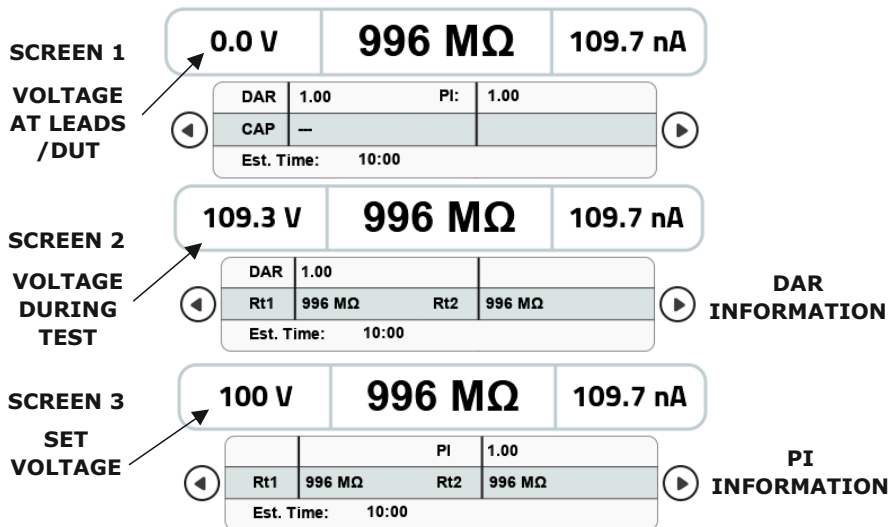 SCREEN 1
0.0 V 996 MΩ 109.7 nA
VOLTAGE
AT LEADS
/DUT
DAR 1.00 PI: 1.00
CAP ---
Est. Time: 10:00
SCREEN 2
109.3 V 996 MΩ 109.7 nA
VOLTAGE
DURING
TEST
DAR 1.00
Rt1 996 MΩ Rt2 996 MΩ
Est. Time: 10:00
DAR
INFORMATION
SCREEN 3
100 V 996 MΩ 109.7 nA
SET
VOLTAGE
PI 1.00
Rt1 996 MΩ Rt2 996 MΩ
Est. Time: 10:00
PI
INFORMATION